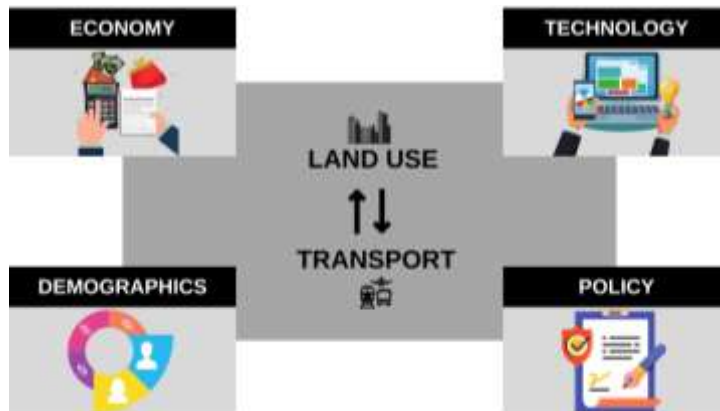 ECONOMY
TECHNOLOGY
LAND USE
TRANSPORT
DEMOGRAPHICS
POLICY